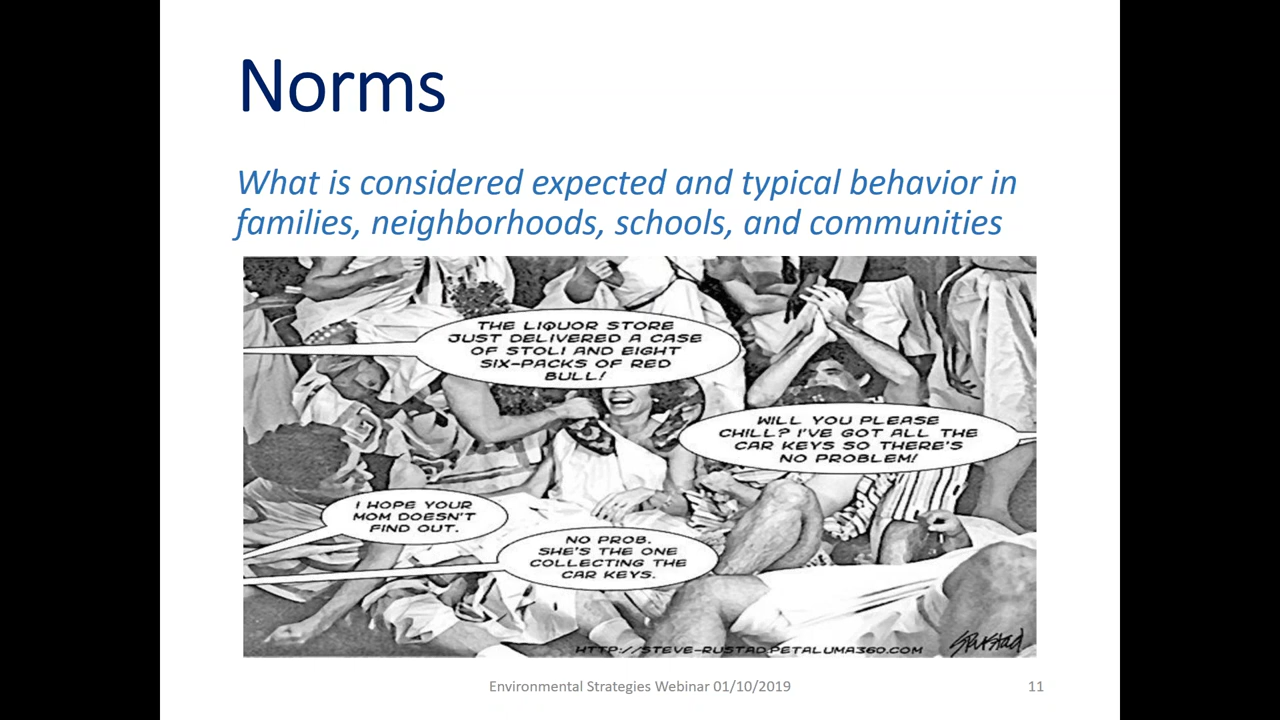 Norms
What is considered expected and typical behavior in
families, neighborhoods, schools, and communities
THE LIQUOR STORE
JUST DELIVERED A CASE
OF STOLI AND EIGHT
SIX-PACKS OF RED
BULL!
WILL YOU PLEASE
CHILL? I'VE GOT ALL THE
CAR KEYS SO THERE'S
NO PROBLEM!
I HOPE YOUR
MOM DOESN'T
FIND OUT.
NO PROB.
SHE'S THE ONE
COLLECTING THE
CAR KEYS.
HTTP://STEVE-RUSTAD.PETALUMA360.COM
SRustad
Environmental Strategies Webinar 01/10/2019
11